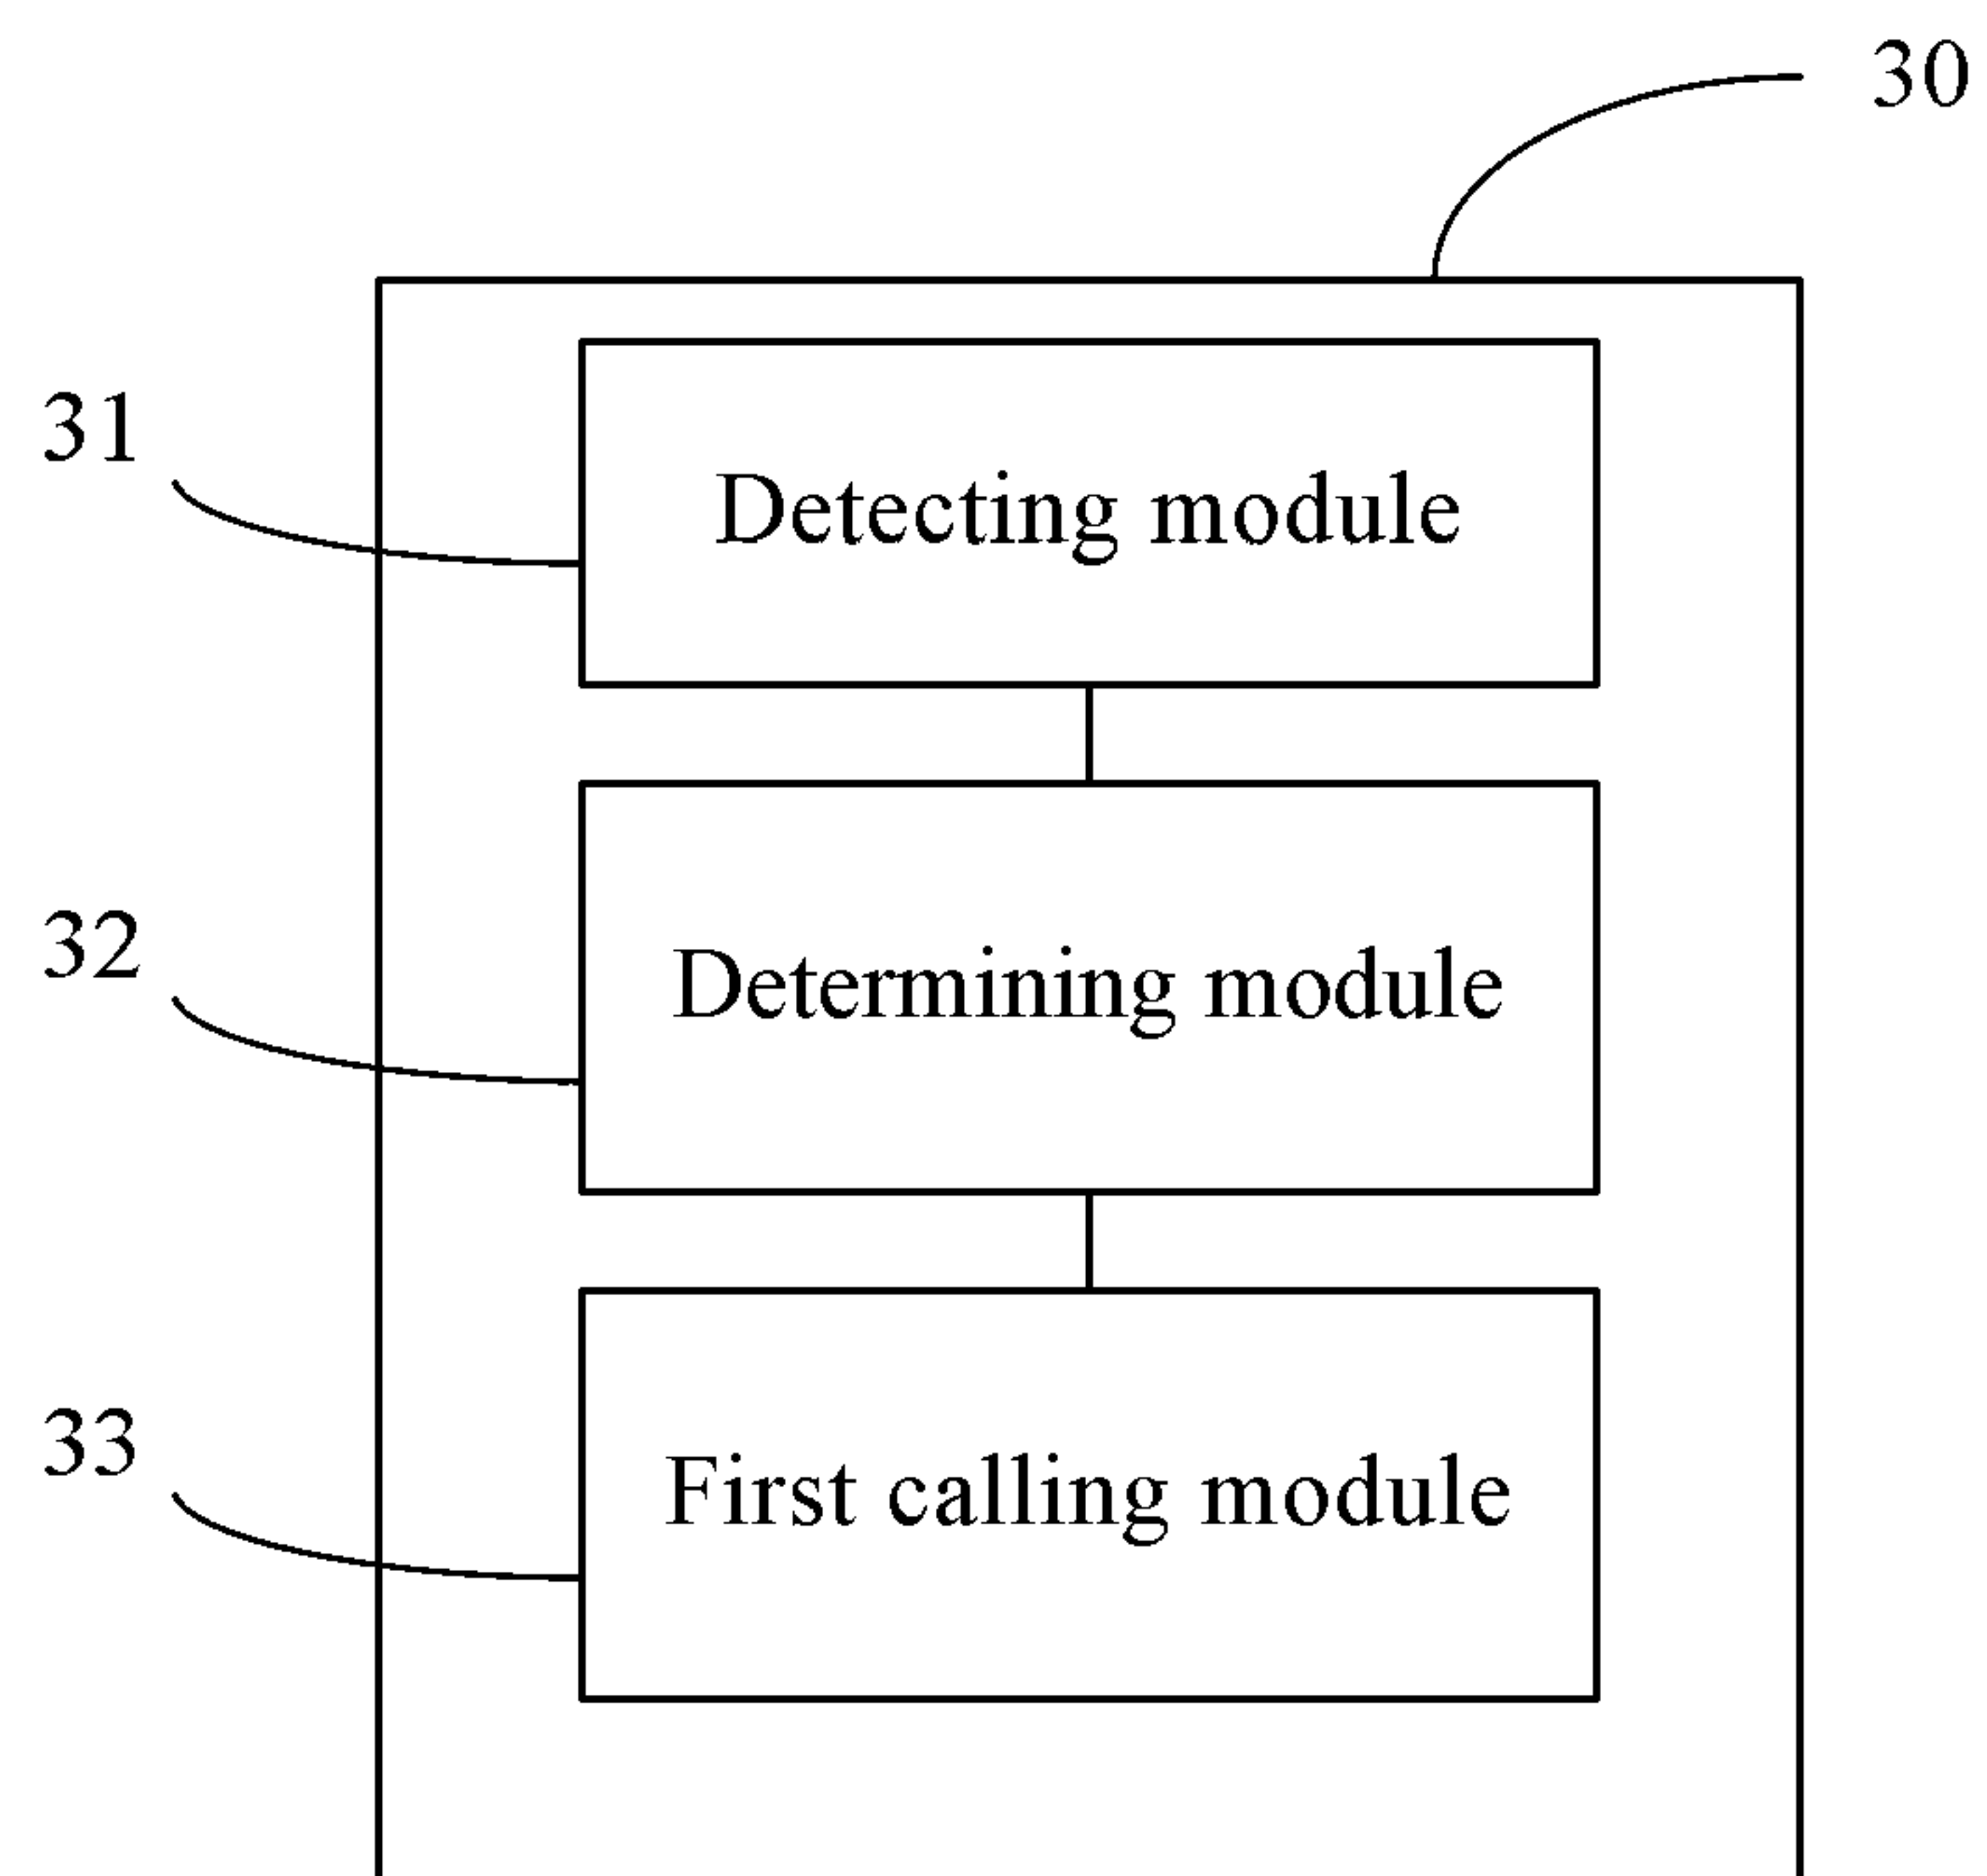 30
31
Detecting module
32
Determining module
33
First calling module